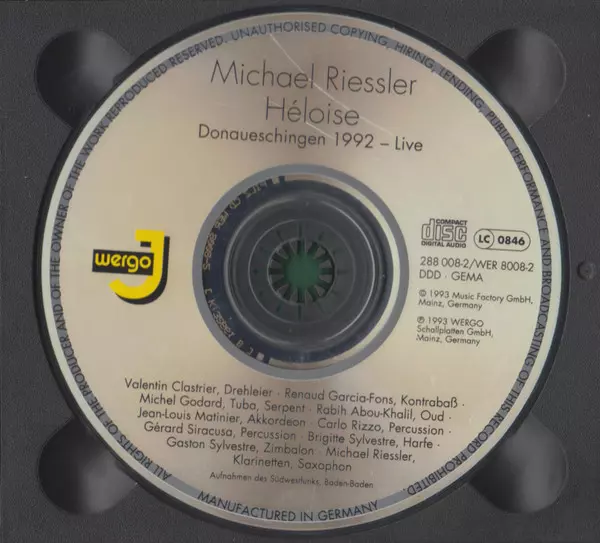 ALL RIGHTS OF THE PRODUCER AND OF THE OWNER OF THE WORK REPRODUCED RESERVED. UNAUTHORISED COPYING, HIRING, LENDING, PUBLIC PERFORMANCE AND BROADCASTING OF THIS RECORD PROHIBITED.
Michael Riessler
Héloise
Donaueschingen 1992 – Live
wergo
COMPACT
disc
DIGITAL AUDIO
LC 0846
288 008-2/WER 8008-2
DDD · GEMA
© 1993 Music Factory GmbH,
Mainz, Germany
℗ 1993 WERGO
Schallplatten GmbH,
Mainz, Germany
Valentin Clastrier, Drehleier · Renaud Garcia-Fons, Kontrabaß ·
Michel Godard, Tuba, Serpent · Rabih Abou-Khalil, Oud ·
Jean-Louis Matinier, Akkordeon · Carlo Rizzo, Percussion ·
Gérard Siracusa, Percussion · Brigitte Sylvestre, Harfe ·
Gaston Sylvestre, Zimbalon · Michael Riessler,
Klarinetten, Saxophon
Aufnahmen des Südwestfunks, Baden-Baden
MANUFACTURED IN GERMANY